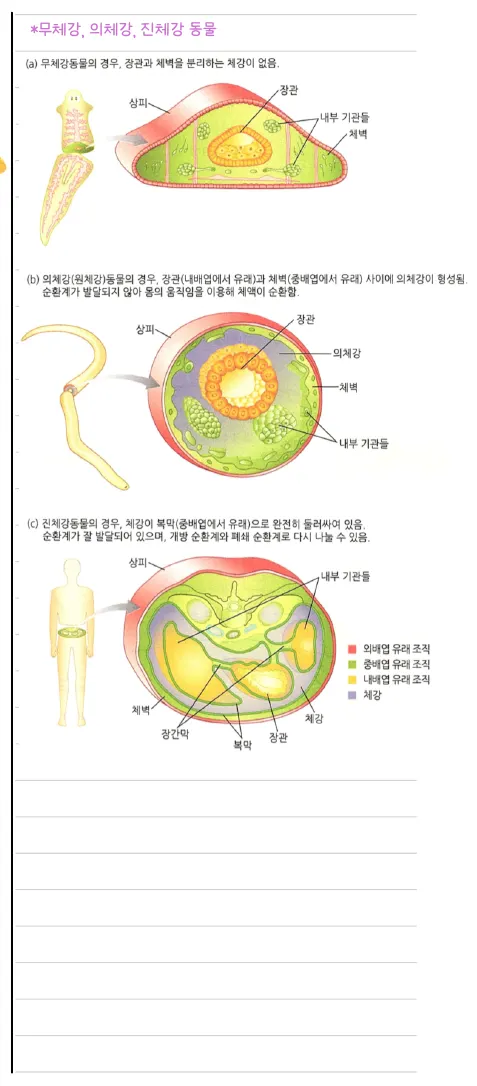 *무체강, 의체강, 진체강 동물
(a) 무체강동물의 경우, 장관과 체벽을 분리하는 체강이 없음.
상피
장관
내부 기관들
체벽
(b) 의체강(원체강)동물의 경우, 장관(내배엽에서 유래)과 체벽(중배엽에서 유래) 사이에 의체강이 형성됨.
순환계가 발달되지 않아 몸의 움직임을 이용해 체액이 순환함.
상피
장관
의체강
체벽
내부 기관들
(c) 진체강동물의 경우, 체강이 복막(중배엽에서 유래)으로 완전히 둘러싸여 있음.
순환계가 잘 발달되어 있으며, 개방 순환계와 폐쇄 순환계로 다시 나눌 수 있음.
상피
내부 기관들
외배엽 유래 조직
중배엽 유래 조직
내배엽 유래 조직
체강
체벽
장간막
복막
장관
체강